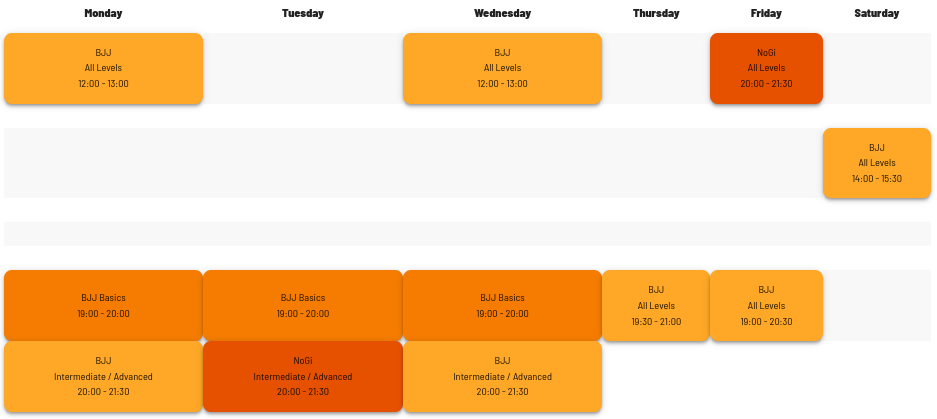 Monday Tuesday Wednesday Thursday Friday Saturday
BJJ
All Levels
12:00 - 13:00
BJJ
All Levels
12:00 - 13:00
NoGi
All Levels
20:00 - 21:30
BJJ
All Levels
14:00 - 15:30
BJJ Basics
19:00 - 20:00
BJJ Basics
19:00 - 20:00
BJJ Basics
19:00 - 20:00
BJJ
All Levels
19:30 - 21:00
BJJ
All Levels
19:00 - 20:30
BJJ
Intermediate / Advanced
20:00 - 21:30
NoGi
Intermediate / Advanced
20:00 - 21:30
BJJ
Intermediate / Advanced
20:00 - 21:30